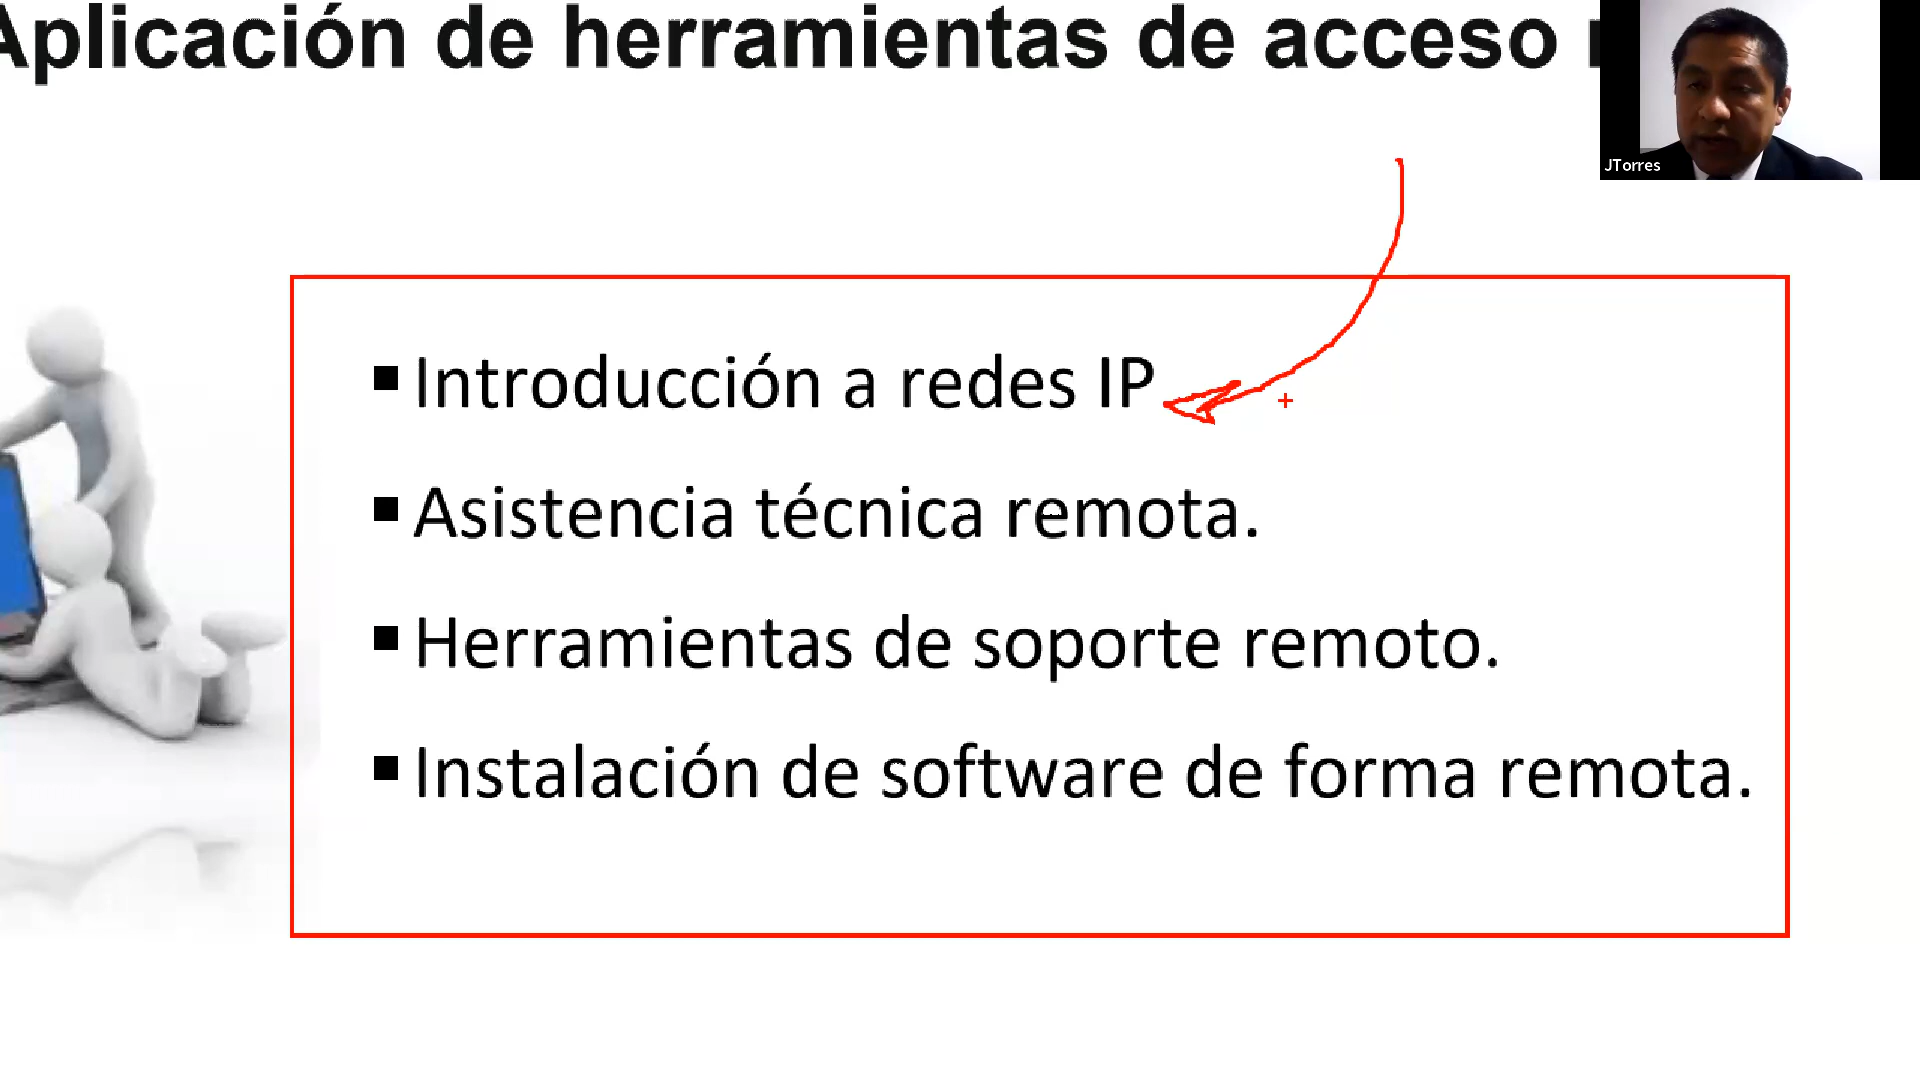 Aplicación de herramientas de acceso
JTorres
Introducción a redes IP
Asistencia técnica remota.
Herramientas de soporte remoto.
Instalación de software de forma remota.